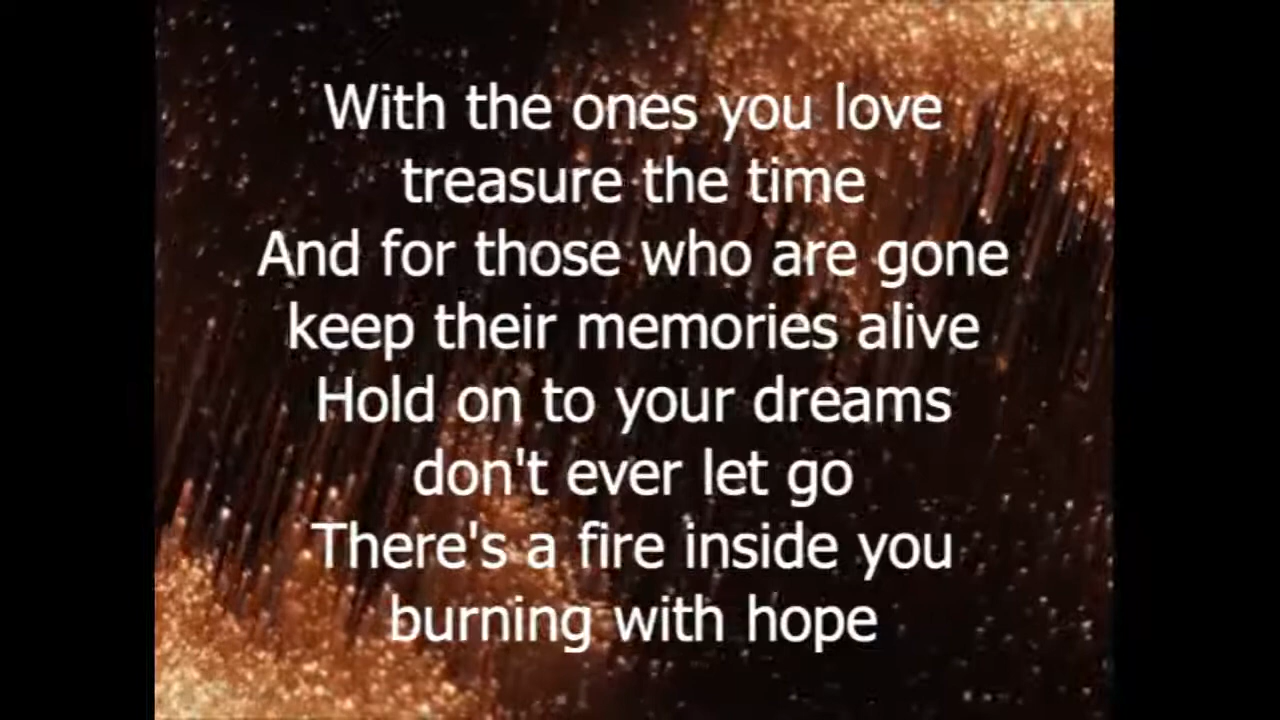 With the ones you love
treasure the time
And for those who are gone
keep their memories alive
Hold on to your dreams
don't ever let go
There's a fire inside you
burning with hope